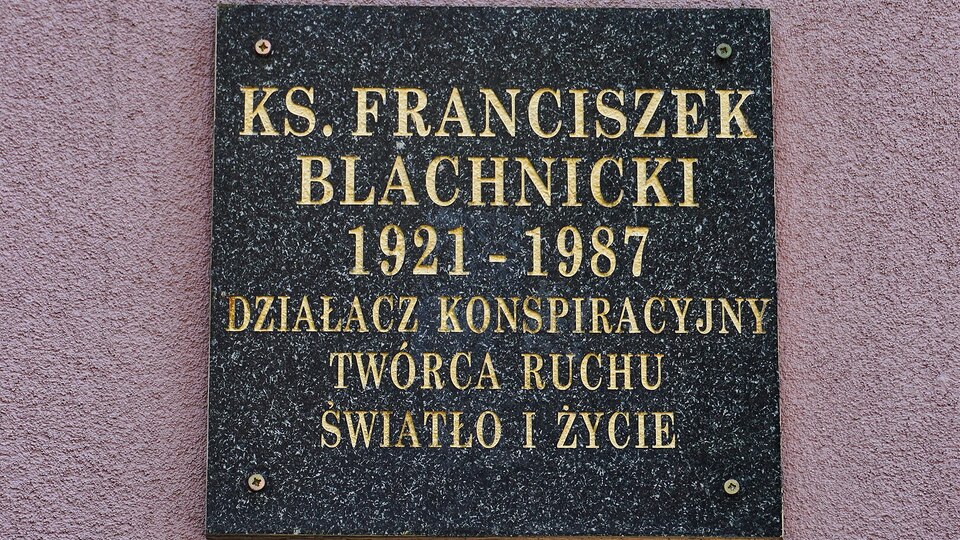 KS. FRANCISZEK
BLACHNICKI
1921 - 1987
DZIAŁACZ KONSPIRACYJNY
TWÓRCA RUCHU
ŚWIATŁO I ŻYCIE